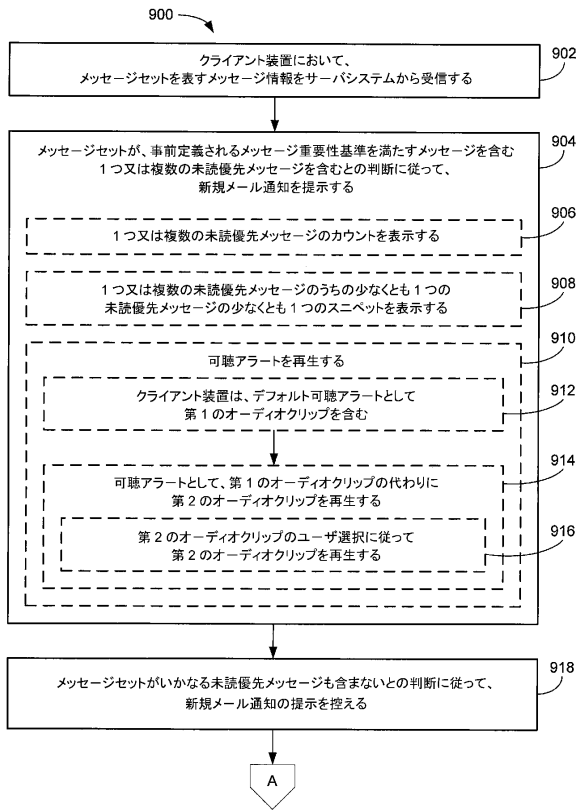 900
クライアント装置において、
メッセージセットを表すメッセージ情報をサーバシステムから受信する
902
メッセージセットが、事前定義されるメッセージ重要性基準を満たすメッセージを含む
1つ又は複数の未読優先メッセージを含むとの判断に従って、
新規メール通知を提示する
904
1つ又は複数の未読優先メッセージのカウントを表示する
906
1つ又は複数の未読優先メッセージのうちの少なくとも1つの
未読優先メッセージの少なくとも1つのスニペットを表示する
908
可聴アラートを再生する
910
クライアント装置は、デフォルト可聴アラートとして
第1のオーディオクリップを含む
912
可聴アラートとして、第1のオーディオクリップの代わりに
第2のオーディオクリップを再生する
914
第2のオーディオクリップのユーザ選択に従って
第2のオーディオクリップを再生する
916
メッセージセットがいかなる未読優先メッセージも含まないとの判断に従って、
新規メール通知の提示を控える
918
A